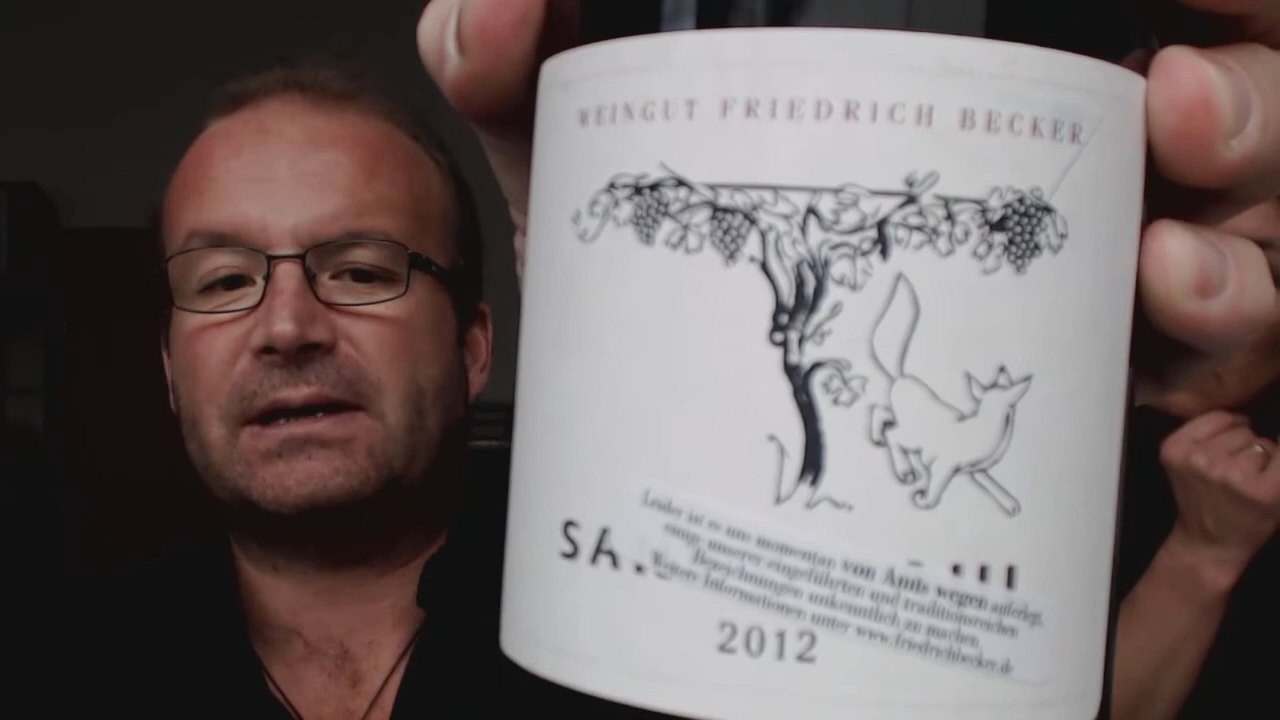 WEINGUT FRIEDRICH BECKER
Leider ist es uns momentan von Amts wegen auferlegt,
einige unserer eingeführten und traditionsreichen
Bezeichnungen unkenntlich zu machen.
Weitere Informationen unter www.friedrichbecker.de
SA
2012